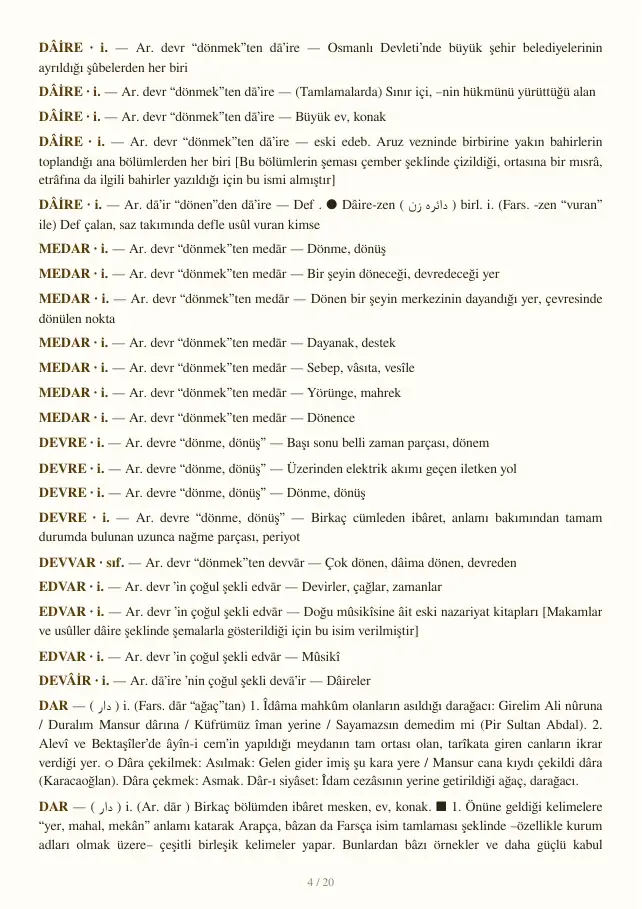 DÂİRE · i. — Ar. devr “dönmek”ten dā’ire — Osmanlı Devleti’nde büyük şehir belediyelerinin
ayrıldığı şûbelerden her biri
DÂİRE · i. — Ar. devr “dönmek”ten dā’ire — (Tamlamalarda) Sınır içi, –nin hükmünü yürüttüğü alan
DÂİRE · i. — Ar. devr “dönmek”ten dā’ire — Büyük ev, konak
DÂİRE · i. — Ar. devr “dönmek”ten dā’ire — eski edeb. Aruz vezninde birbirine yakın bahirlerin
toplandığı ana bölümlerden her biri [Bu bölümlerin şeması çember şeklinde çizildiği, ortasına bir mısrâ,
etrâfına da ilgili bahirler yazıldığı için bu ismi almıştır]
DÂİRE · i. — Ar. dā’ir “dönen”den dā’ire — Def . ● Dâire-zen ( دائره زن ) birl. i. (Fars. -zen “vuran”
ile) Def çalan, saz takımında defle usûl vuran kimse
MEDAR · i. — Ar. devr “dönmek”ten medār — Dönme, dönüş
MEDAR · i. — Ar. devr “dönmek”ten medār — Bir şeyin döneceği, devredeceği yer
MEDAR · i. — Ar. devr “dönmek”ten medār — Dönen bir şeyin merkezinin dayandığı yer, çevresinde
dönülen nokta
MEDAR · i. — Ar. devr “dönmek”ten medār — Dayanak, destek
MEDAR · i. — Ar. devr “dönmek”ten medār — Sebep, vâsıta, vesîle
MEDAR · i. — Ar. devr “dönmek”ten medār — Yörünge, mahrek
MEDAR · i. — Ar. devr “dönmek”ten medār — Dönence
DEVRE · i. — Ar. devre “dönme, dönüş” — Başı sonu belli zaman parçası, dönem
DEVRE · i. — Ar. devre “dönme, dönüş” — Üzerinden elektrik akımı geçen iletken yol
DEVRE · i. — Ar. devre “dönme, dönüş” — Dönme, dönüş
DEVRE · i. — Ar. devre “dönme, dönüş” — Birkaç cümleden ibâret, anlamı bakımından tamam
durumda bulunan uzunca nağme parçası, periyot
DEVVAR · sıf. — Ar. devr “dönmek”ten devvār — Çok dönen, dâima dönen, devreden
EDVAR · i. — Ar. devr ’in çoğul şekli edvār — Devirler, çağlar, zamanlar
EDVAR · i. — Ar. devr ’in çoğul şekli edvār — Doğu mûsikîsine âit eski nazariyat kitapları [Makamlar
ve usûller dâire şeklinde şemalarla gösterildiği için bu isim verilmiştir]
EDVAR · i. — Ar. devr ’in çoğul şekli edvār — Mûsikî
DEVÂİR · i. — Ar. dā’ire ’nin çoğul şekli devā’ir — Dâireler
DAR — ( دار ) i. (Fars. dār “ağaç”tan) 1. Îdâma mahkûm olanların asıldığı darağacı: Girelim Ali nûruna
/ Duralım Mansur dârına / Küfrümüz îman yerine / Sayamazsın demedim mi (Pir Sultan Abdal). 2.
Alevî ve Bektaşîler’de âyîn-i cem’in yapıldığı meydanın tam ortası olan, tarîkata giren canların ikrar
verdiği yer. ○ Dâra çekilmek: Asılmak: Gelen gider imiş şu kara yere / Mansur cana kıydı çekildi dâra
(Karacaoğlan). Dâra çekmek: Asmak. Dâr-ı siyâset: Îdam cezâsının yerine getirildiği ağaç, darağacı.
DAR — ( دار ) i. (Ar. dār ) Birkaç bölümden ibâret mesken, ev, konak. ■ 1. Önüne geldiği kelimelere
“yer, mahal, mekân” anlamı katarak Arapça, bâzan da Farsça isim tamlaması şeklinde –özellikle kurum
adları olmak üzere– çeşitli birleşik kelimeler yapar. Bunlardan bâzı örnekler ve daha güçlü kabul
4 / 20